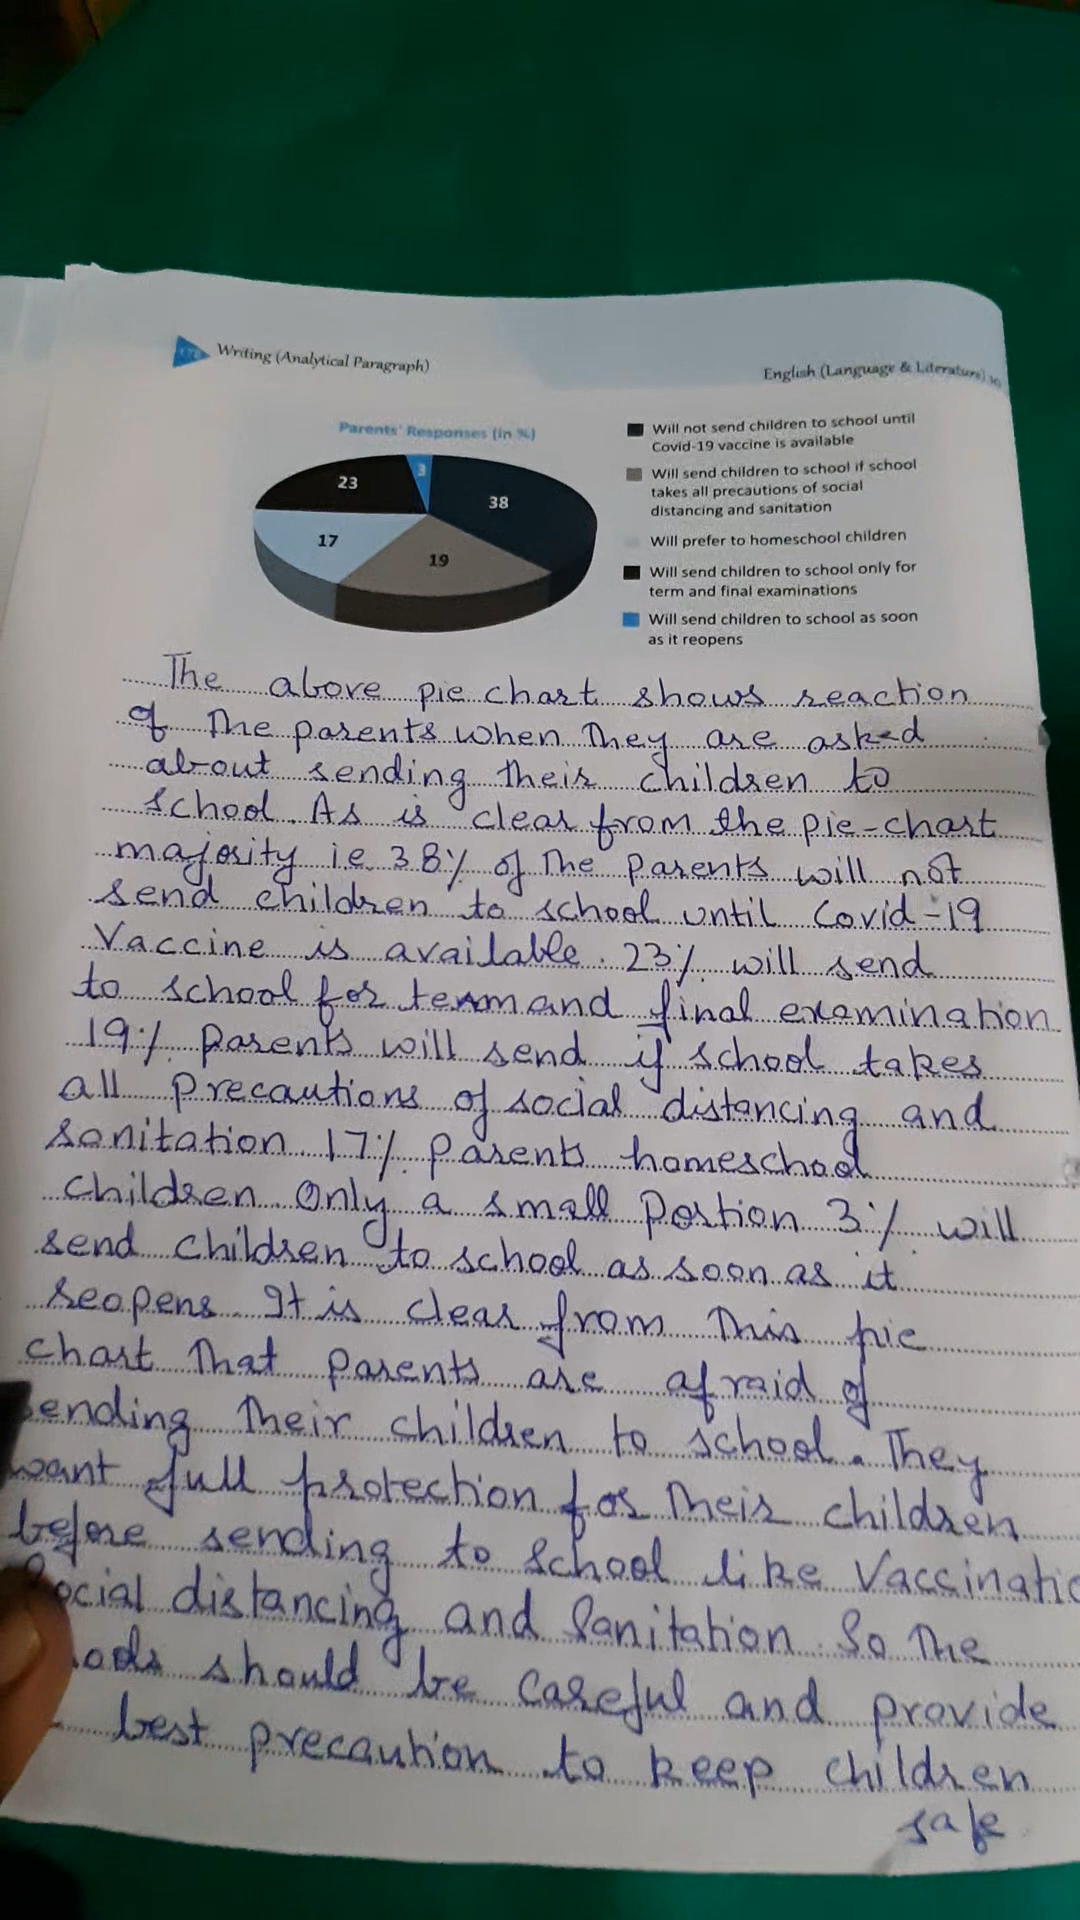 Writing (Analytical Paragraph)
English (Language & Literature)
Parents' Responses (in %)
3
23
38
17
19
Will not send children to school until
Covid-19 vaccine is available
Will send children to school if school
takes all precautions of social
distancing and sanitation
Will prefer to homeschool children
Will send children to school only for
term and final examinations
Will send children to school as soon
as it reopens
The above pie chart shows reaction
of the parents when they are asked
about sending their children to
school. As is clear from the pie-chart
majority ie 38% of the parents will not
send children to school until Covid-19
Vaccine is available. 23% will send
to school for term and final examination
19% parents will send if school takes
all precautions of social distancing and
sanitation. 17% parents homeschool
children. Only a small portion 3% will
send children to school as soon as it
reopens. It is clear from this pie
chart that parents are afraid of
sending their children to school. They
want full protection for their children
before sending to school like Vaccinatio
Social distancing and Sanitation. So the
should be careful and provide
best precaution to keep children
safe